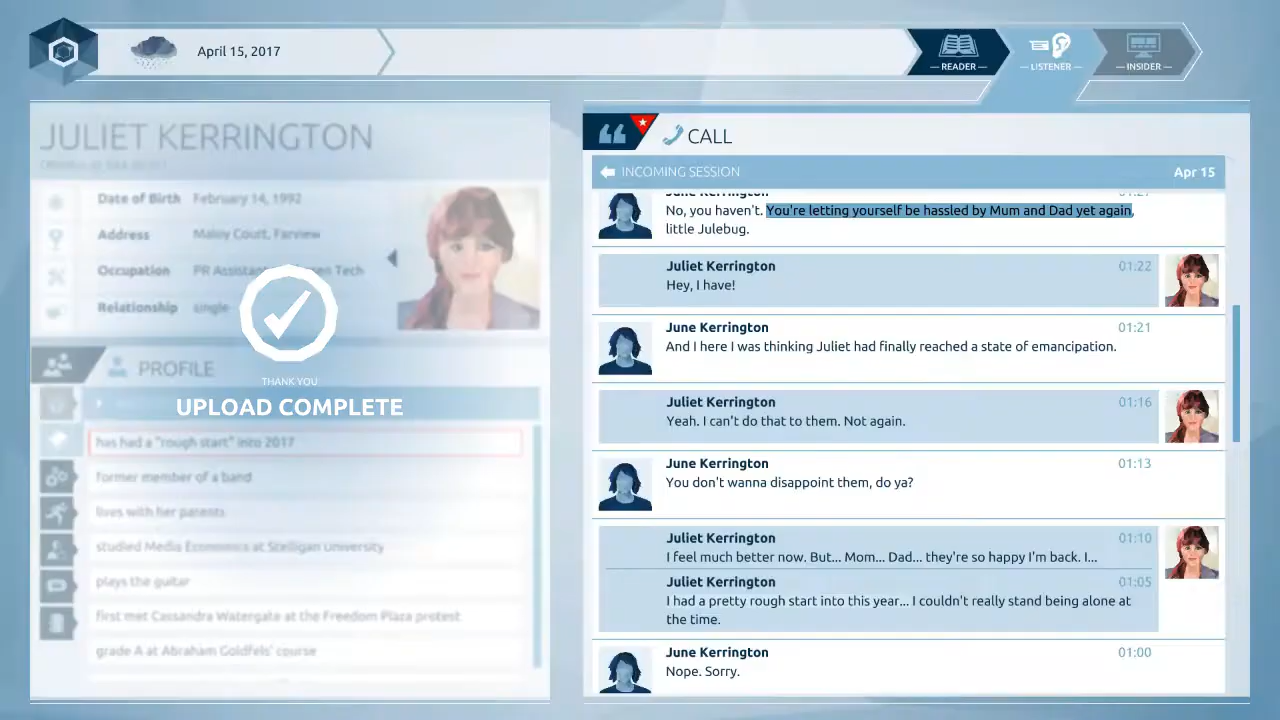 April 15, 2017
— READER —
— LISTENER —
— INSIDER —
JULIET KERRINGTON
Date of Birth February 14, 1992
Address Maloy Court, Fairview
Occupation PR Assistant Tech
Relationship single
PROFILE
THANK YOU
UPLOAD COMPLETE
has had a "rough start" into 2017
former member of a band
lives with her parents
studied Media Economics at Stelligan University
plays the guitar
first met Cassandra Watergate at the Freedom Plaza protest
grade A at Abraham Goldfels' course
CALL
INCOMING SESSION Apr 15
June Kerrington 01:27
No, you haven't. You're letting yourself be hassled by Mum and Dad yet again,
little Julebug.
Juliet Kerrington 01:22
Hey, I have!
June Kerrington 01:21
And I here I was thinking Juliet had finally reached a state of emancipation.
Juliet Kerrington 01:16
Yeah. I can't do that to them. Not again.
June Kerrington 01:13
You don't wanna disappoint them, do ya?
Juliet Kerrington 01:10
I feel much better now. But... Mom... Dad... they're so happy I'm back. I...
Juliet Kerrington 01:05
I had a pretty rough start into this year... I couldn't really stand being alone at
the time.
June Kerrington 01:00
Nope. Sorry.